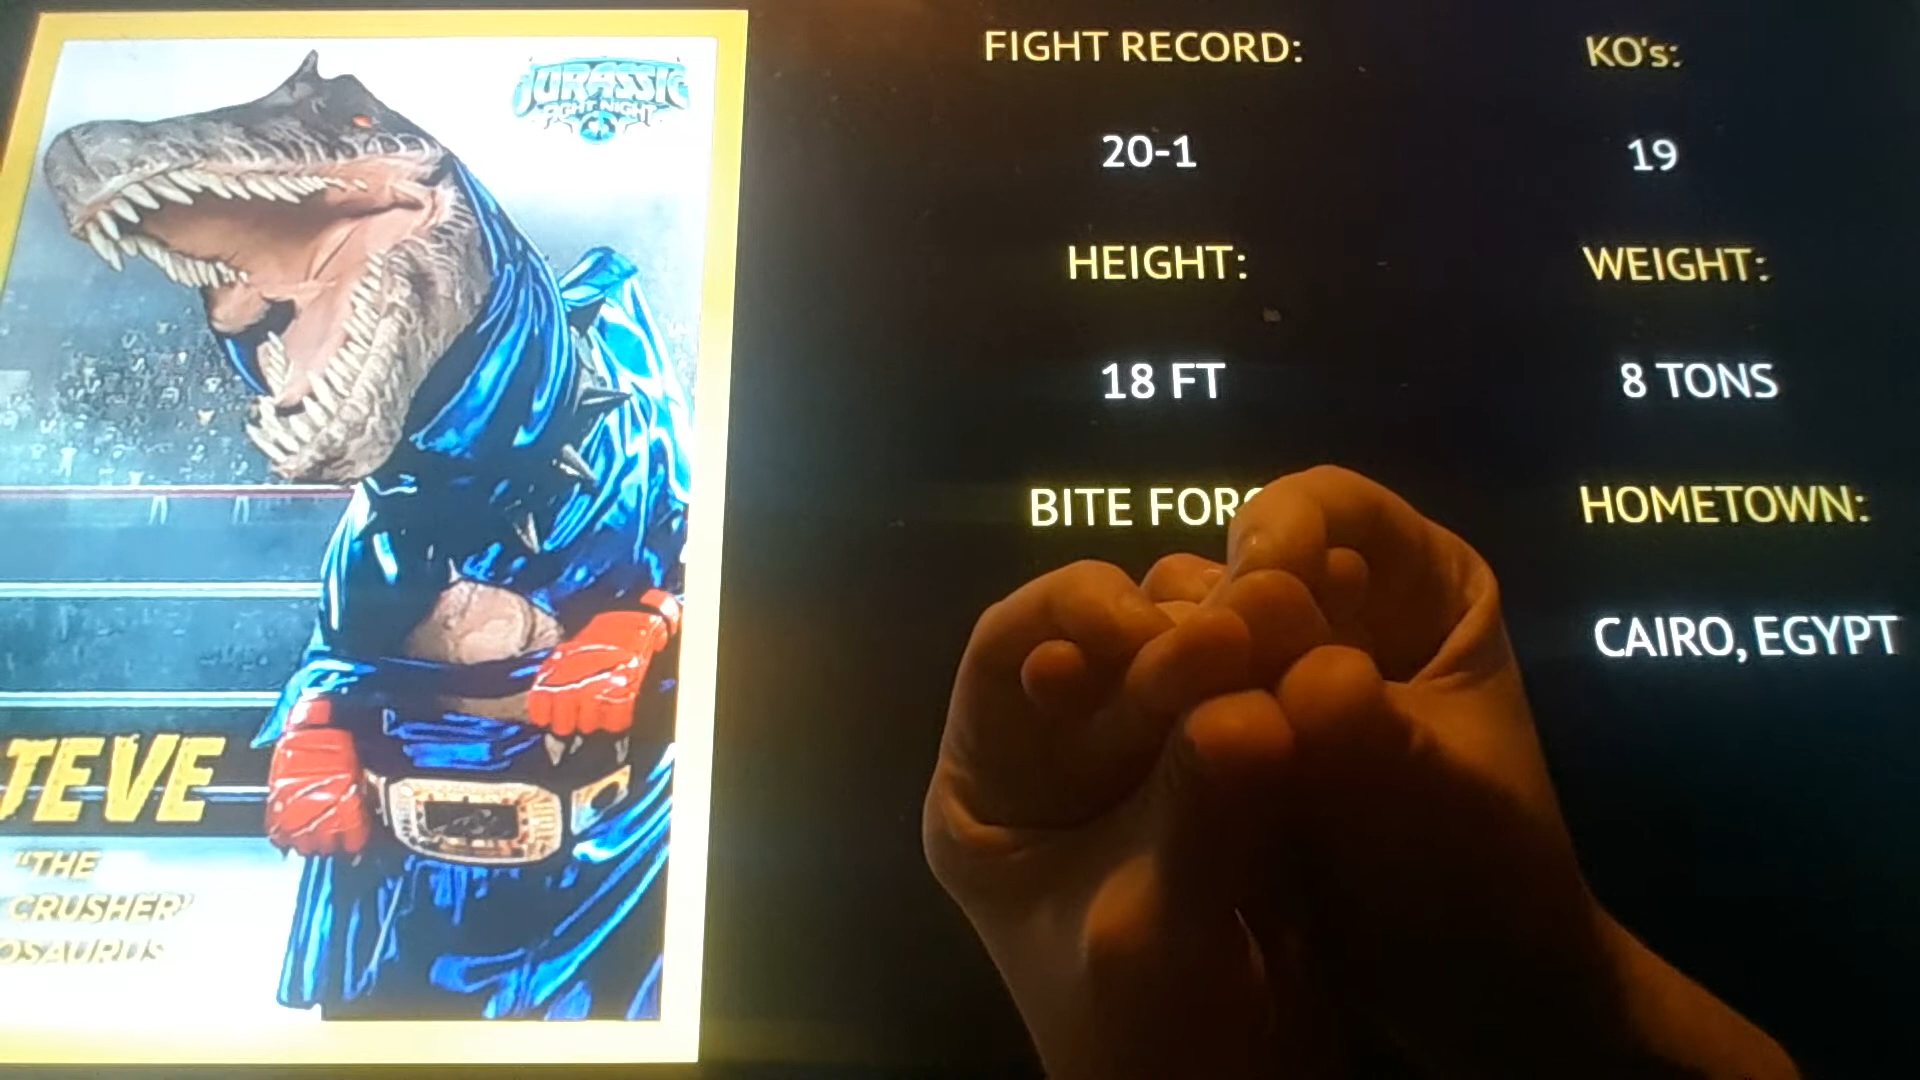 JURASSIC
FIGHT NIGHT
TEVE
"THE
CRUSHER"
OSAURUS
FIGHT RECORD:
20-1
KO's:
19
HEIGHT:
18 FT
WEIGHT:
8 TONS
BITE FORC
HOMETOWN:
CAIRO, EGYPT